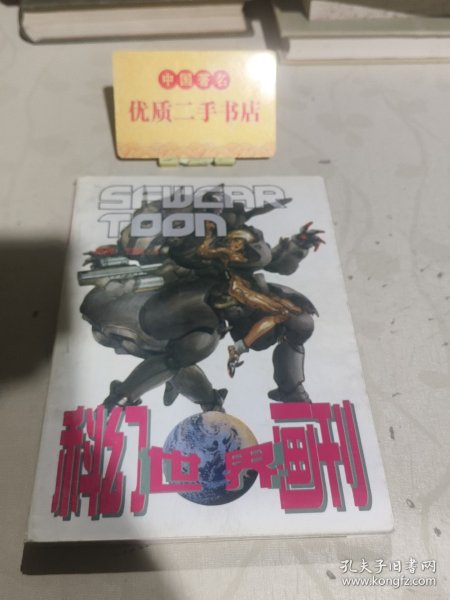 中国著名
优质二手书店
SFWCAR
TOON
科幻世界画王
孔夫子旧书网
www.kongfz.com